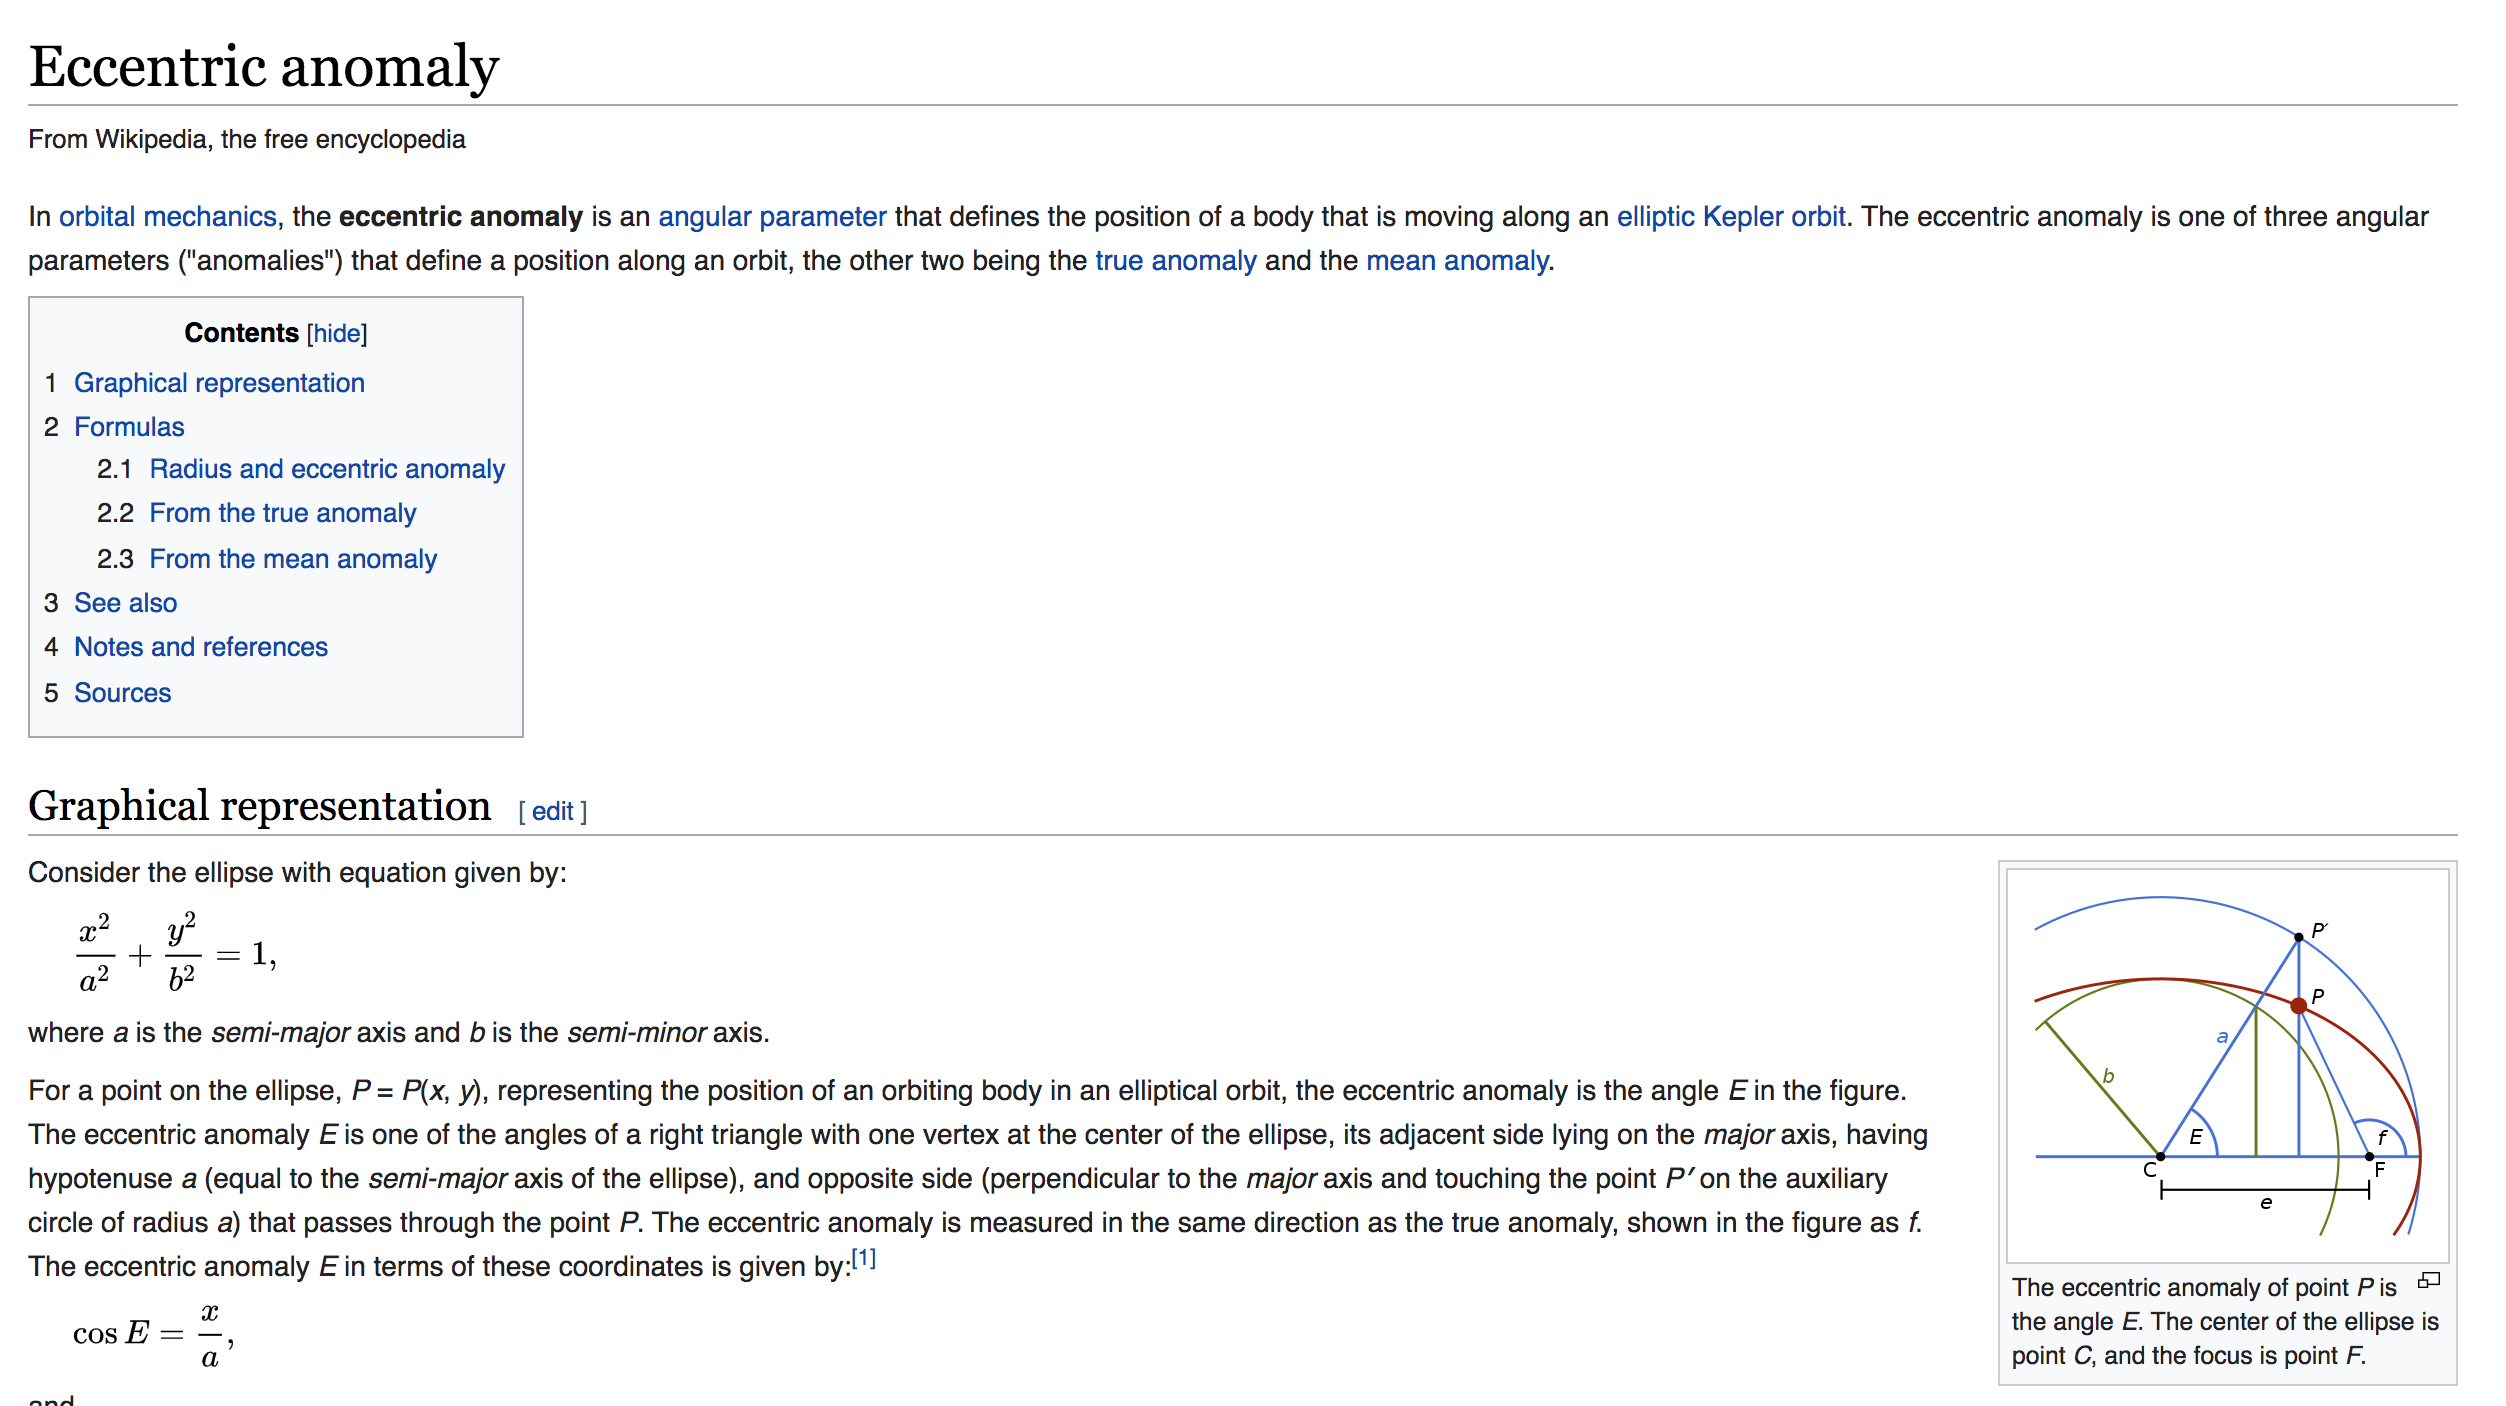 Eccentric anomaly
From Wikipedia, the free encyclopedia
In orbital mechanics, the eccentric anomaly is an angular parameter that defines the position of a body that is moving along an elliptic Kepler orbit. The eccentric anomaly is one of three angular
parameters ("anomalies") that define a position along an orbit, the other two being the true anomaly and the mean anomaly.
Contents [hide]
1 Graphical representation
2 Formulas
2.1 Radius and eccentric anomaly
2.2 From the true anomaly
2.3 From the mean anomaly
3 See also
4 Notes and references
5 Sources
Graphical representation [ edit ]
Consider the ellipse with equation given by:
x²/a² + y²/b² = 1,
where a is the semi-major axis and b is the semi-minor axis.
For a point on the ellipse, P = P(x, y), representing the position of an orbiting body in an elliptical orbit, the eccentric anomaly is the angle E in the figure.
The eccentric anomaly E is one of the angles of a right triangle with one vertex at the center of the ellipse, its adjacent side lying on the major axis, having
hypotenuse a (equal to the semi-major axis of the ellipse), and opposite side (perpendicular to the major axis and touching the point P′ on the auxiliary
circle of radius a) that passes through the point P. The eccentric anomaly is measured in the same direction as the true anomaly, shown in the figure as f.
The eccentric anomaly E in terms of these coordinates is given by:[1]
cos E = x/a,
and
P′
P
a
b
E
f
C
F
e
The eccentric anomaly of point P is
the angle E. The center of the ellipse is
point C, and the focus is point F.